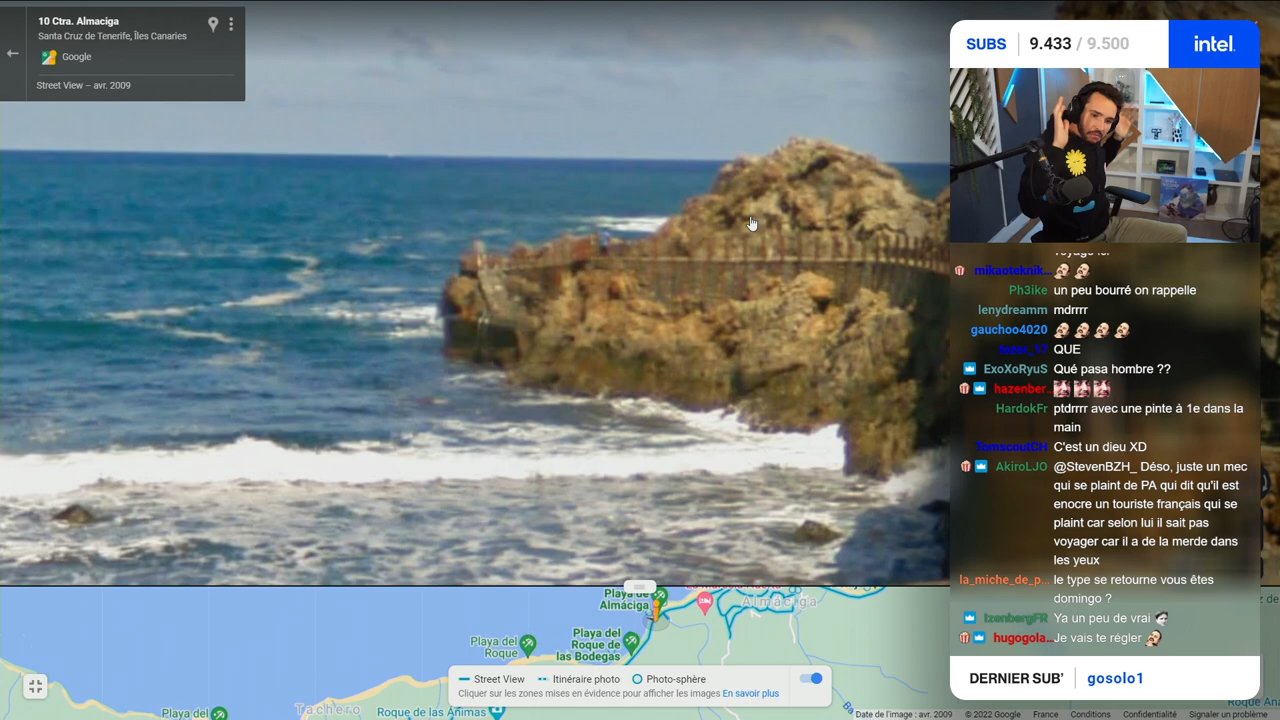 10 Ctra. Almaciga
Santa Cruz de Tenerife, Îles Canaries
Google
Street View – avr. 2009
SUBS 9.433 / 9.500
intel.
mikaoteknik...
Ph3ike un peu bourré on rappelle
lenydreamm mdrrrr
gauchoo4020
QUE
ExoXoRyuS Qué pasa hombre ??
hazenber...
HardokFr ptdrrrr avec une pinte à 1e dans la
main
TomscoutCH C'est un dieu XD
AkiroLJO @StevenBZH_ Déso, juste un mec
qui se plaint de PA qui dit qu'il est
enocre un touriste français qui se
plaint car selon lui il sait pas
voyager car il a de la merde dans
les yeux
la_miche_de_p... le type se retourne vous êtes
domingo ?
IzenbergFR Ya un peu de vrai
hugogola... Je vais te régler
DERNIER SUB' gosolo1
Playa de
Almáciga
Almaciga
Playa del
Roque
Playa del
Roque de
las Bodegas
Tachero
Roque de las Ánimas
Playa del
Street View Itinéraire photo Photo-sphère
Cliquer sur les zones mises en évidence pour afficher les images En savoir plus
Date de l'image : avr. 2009 © 2022 Google France Conditions Confidentialité Signaler un problème